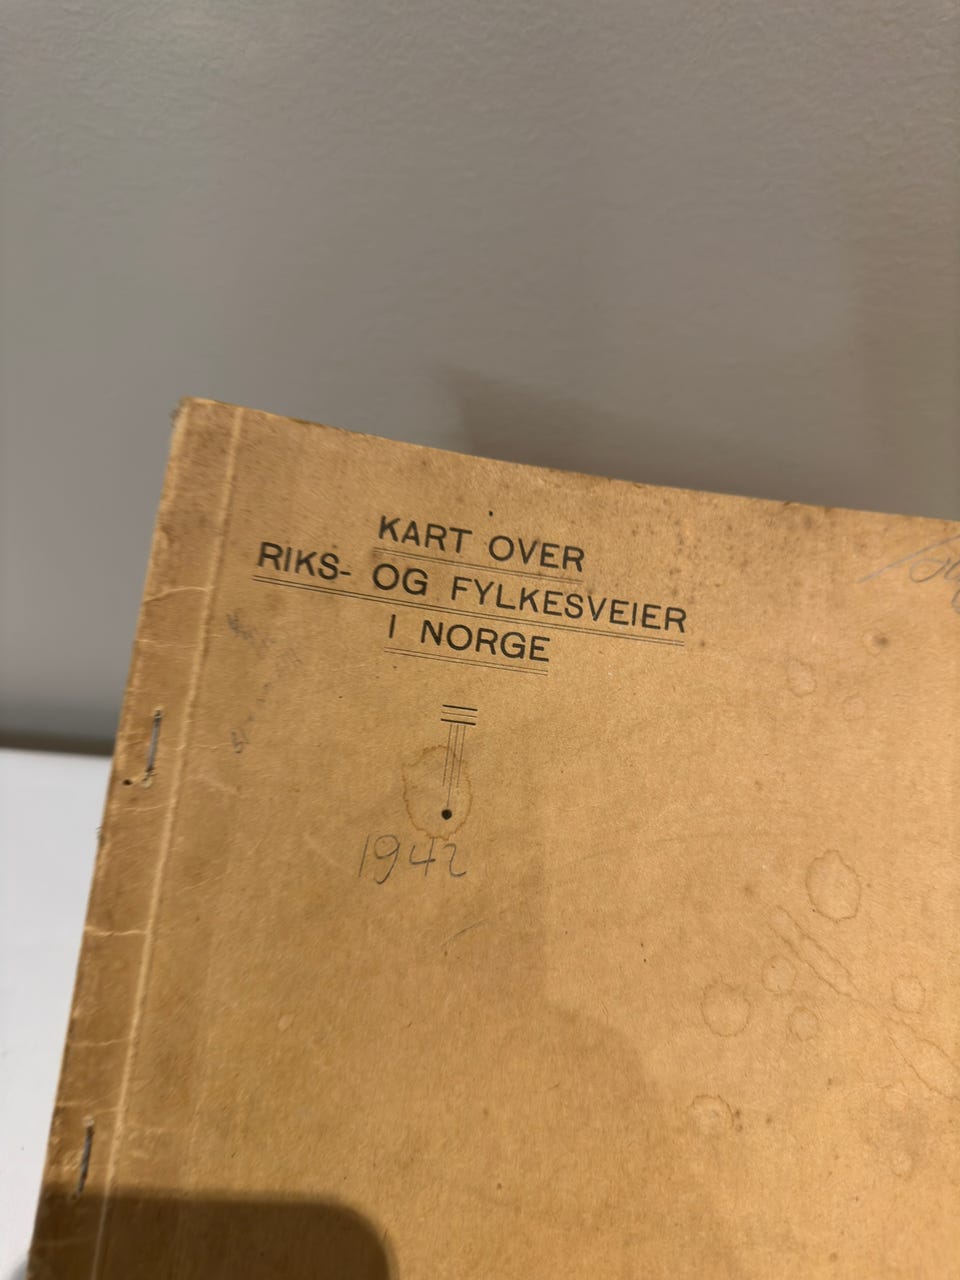 KART OVER
RIKS- OG FYLKESVEIER
I NORGE
1942